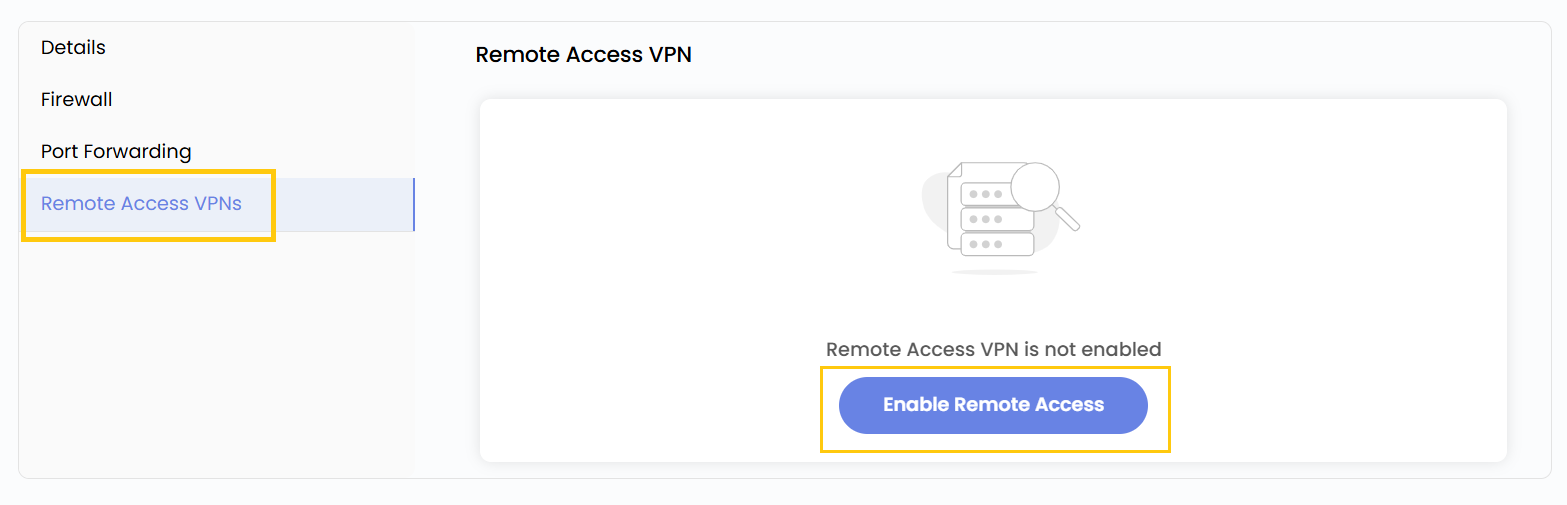 Details
Firewall
Port Forwarding
Remote Access VPNs
Remote Access VPN
Remote Access VPN is not enabled
Enable Remote Access